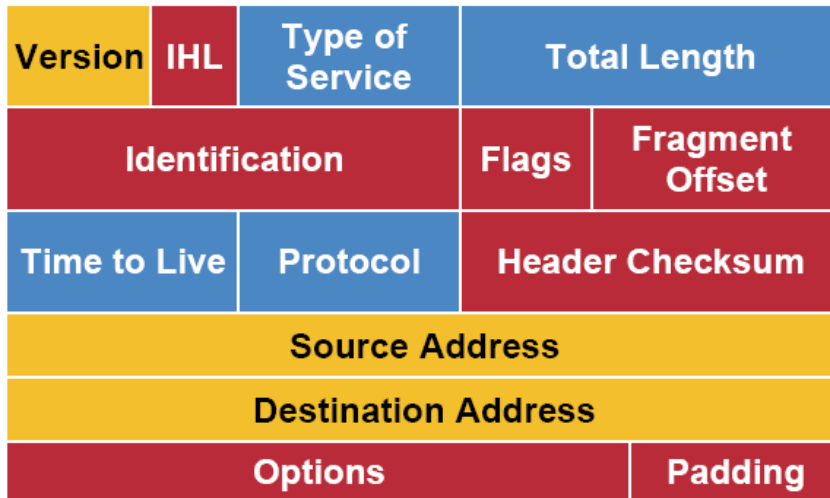 Version IHL Type of Service Total Length
Identification Flags Fragment Offset
Time to Live Protocol Header Checksum
Source Address
Destination Address
Options Padding